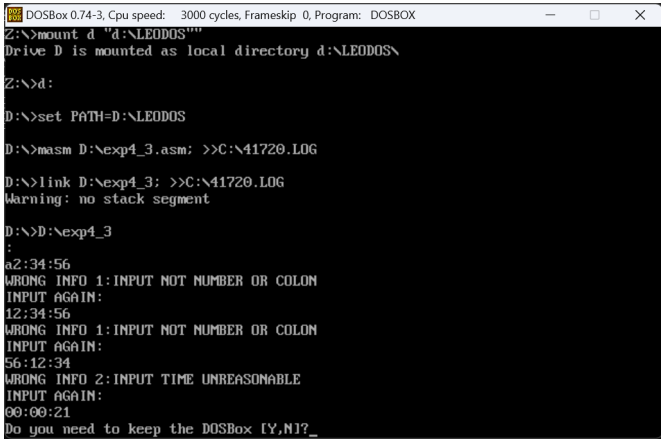 DOSBox 0.74-3, Cpu speed: 3000 cycles, Frameskip 0, Program: DOSBOX
Z:\>mount d "d:\LEODOS""
Drive D is mounted as local directory d:\LEODOS\
Z:\>d:
D:\>set PATH=D:\LEODOS
D:\>masm D:\exp4_3.asm; >>C:\41720.LOG
D:\>link D:\exp4_3; >>C:\41720.LOG
Warning: no stack segment
D:\>D:\exp4_3
:
a2:34:56
WRONG INFO 1:INPUT NOT NUMBER OR COLON
INPUT AGAIN:
12;34:56
WRONG INFO 1:INPUT NOT NUMBER OR COLON
INPUT AGAIN:
56:12:34
WRONG INFO 2:INPUT TIME UNREASONABLE
INPUT AGAIN:
00:00:21
Do you need to keep the DOSBox [Y,N]?_